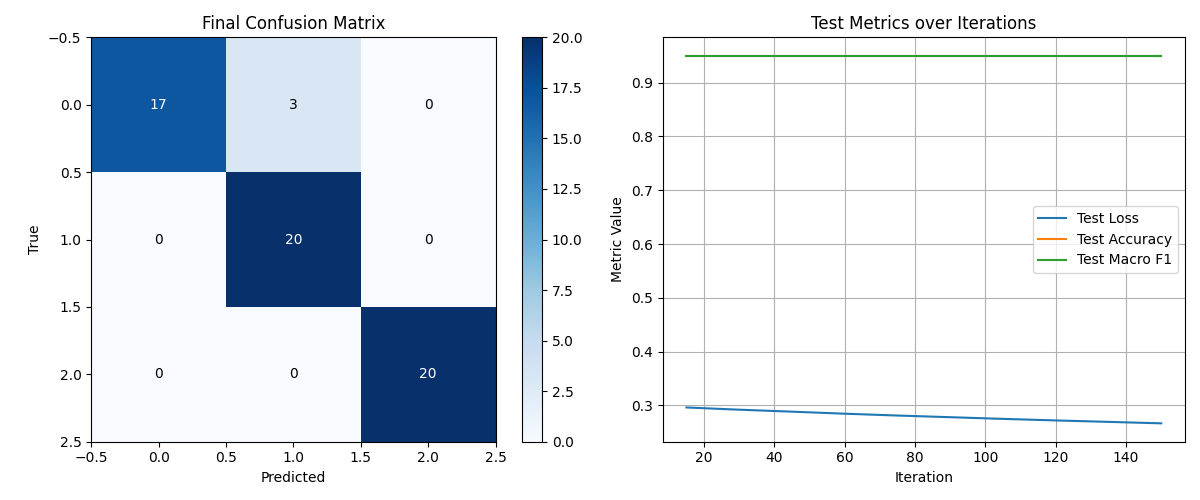 Final Confusion Matrix
−0.5
0.0
0.5
1.0
1.5
2.0
2.5
True
17 3 0
0 20 0
0 0 20
−0.5 0.0 0.5 1.0 1.5 2.0 2.5
Predicted
20.0
17.5
15.0
12.5
10.0
7.5
5.0
2.5
0.0
Test Metrics over Iterations
0.9
0.8
0.7
0.6
0.5
0.4
0.3
Metric Value
Test Loss
Test Accuracy
Test Macro F1
20 40 60 80 100 120 140
Iteration